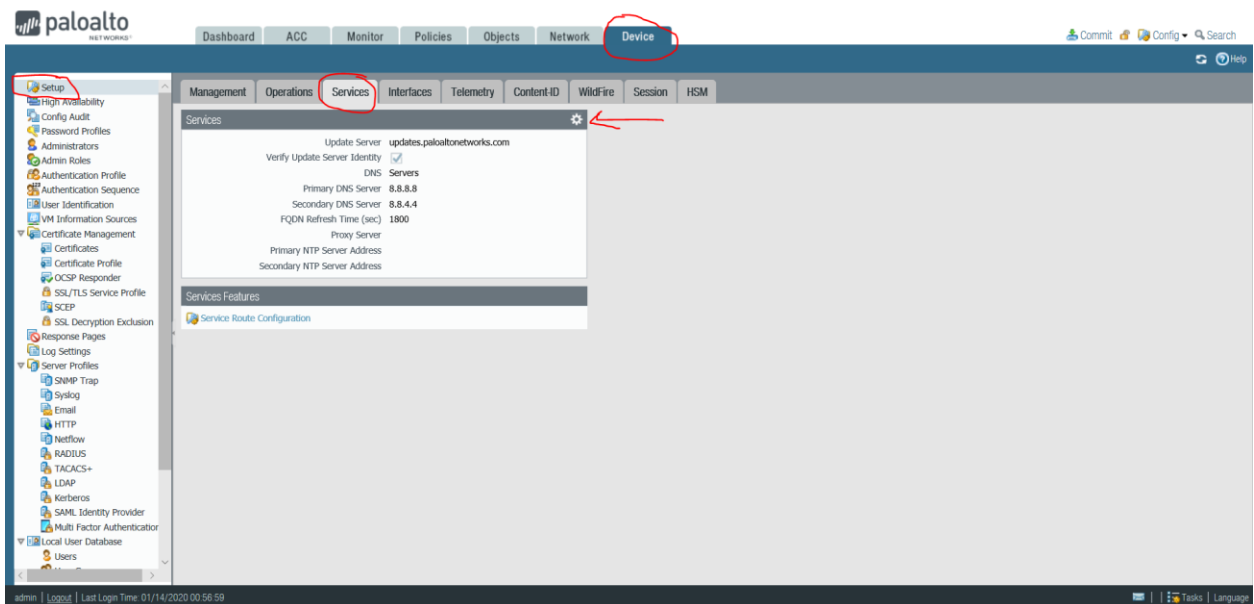 paloalto
NETWORKS®
Dashboard ACC Monitor Policies Objects Network Device
Commit Config Search
Help
Setup
High Availability
Config Audit
Password Profiles
Administrators
Admin Roles
Authentication Profile
Authentication Sequence
User Identification
VM Information Sources
Certificate Management
Certificates
Certificate Profile
OCSP Responder
SSL/TLS Service Profile
SCEP
SSL Decryption Exclusion
Response Pages
Log Settings
Server Profiles
SNMP Trap
Syslog
Email
HTTP
Netflow
RADIUS
TACACS+
LDAP
Kerberos
SAML Identity Provider
Multi Factor Authentication
Local User Database
Users
Management Operations Services Interfaces Telemetry Content-ID WildFire Session HSM
Services
Update Server updates.paloaltonetworks.com
Verify Update Server Identity
DNS Servers
Primary DNS Server 8.8.8.8
Secondary DNS Server 8.8.4.4
FQDN Refresh Time (sec) 1800
Proxy Server
Primary NTP Server Address
Secondary NTP Server Address
Services Features
Service Route Configuration
admin | Logout | Last Login Time: 01/14/2020 00:56:59
Tasks | Language